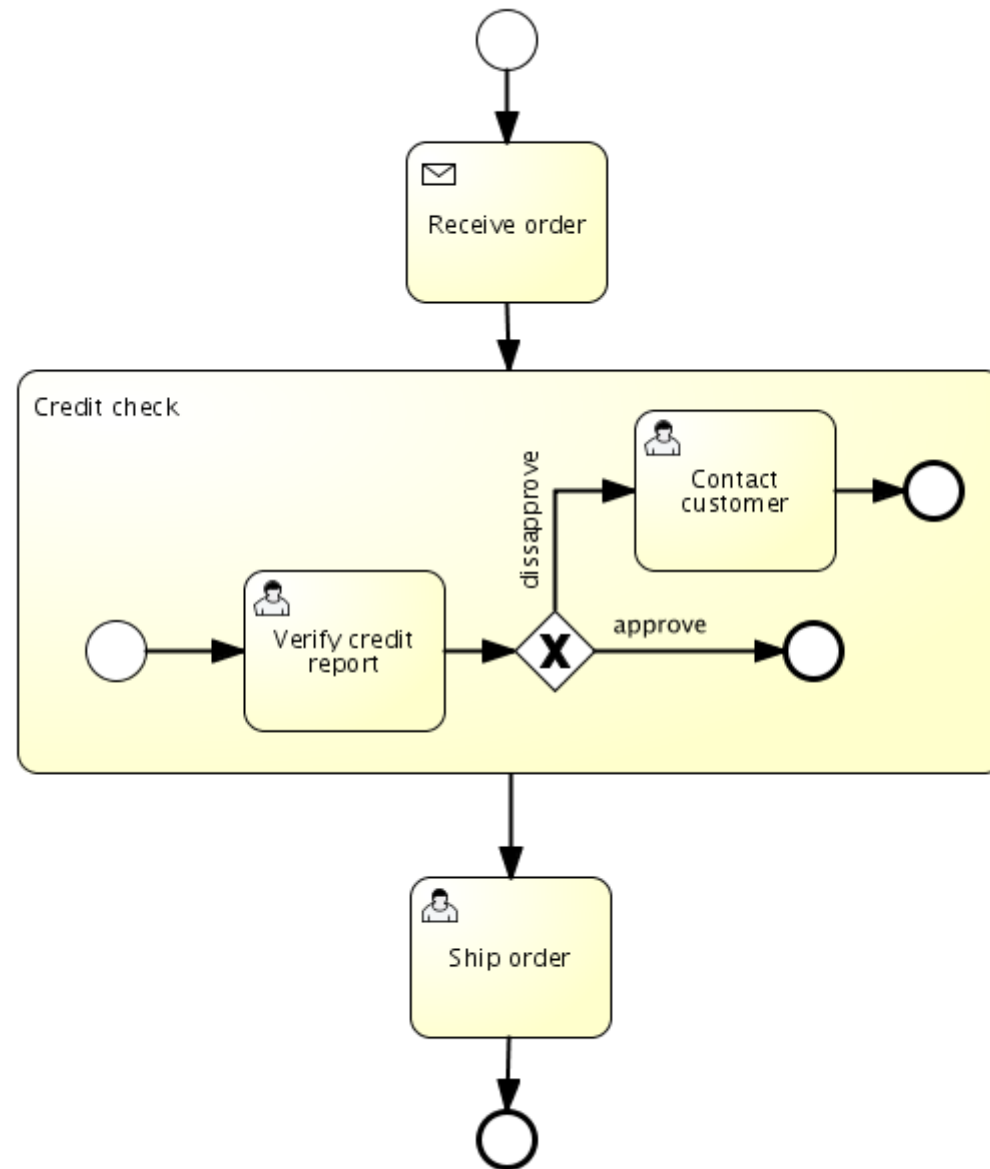 Receive order
Credit check
Contact
customer
dissapprove
approve
Verify credit
report
Ship order